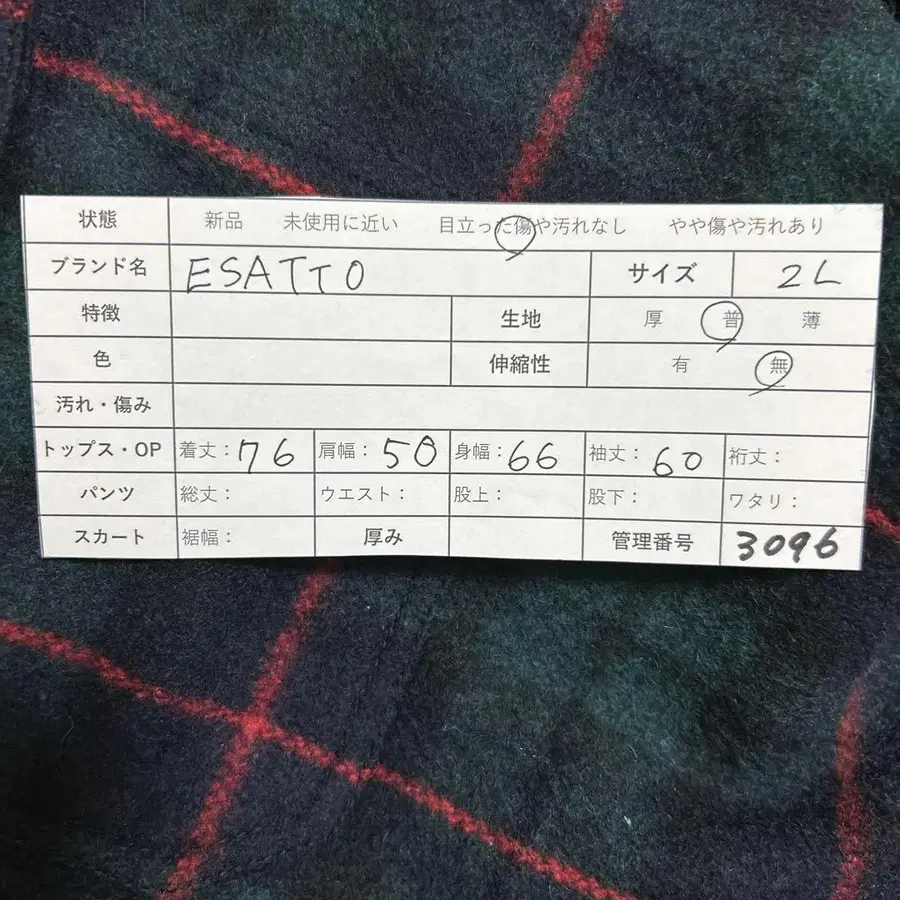 状態 新品 未使用に近い 目立った傷や汚れなし やや傷や汚れあり
ブランド名 ESATTO サイズ 2L
特徴 生地 厚 普 薄
色 伸縮性 有 無
汚れ・傷み
トップス・OP 着丈：76 肩幅：50 身幅：66 袖丈：60 裄丈：
パンツ 総丈： ウエスト： 股上： 股下： ワタリ：
スカート 裾幅： 厚み 管理番号 3096